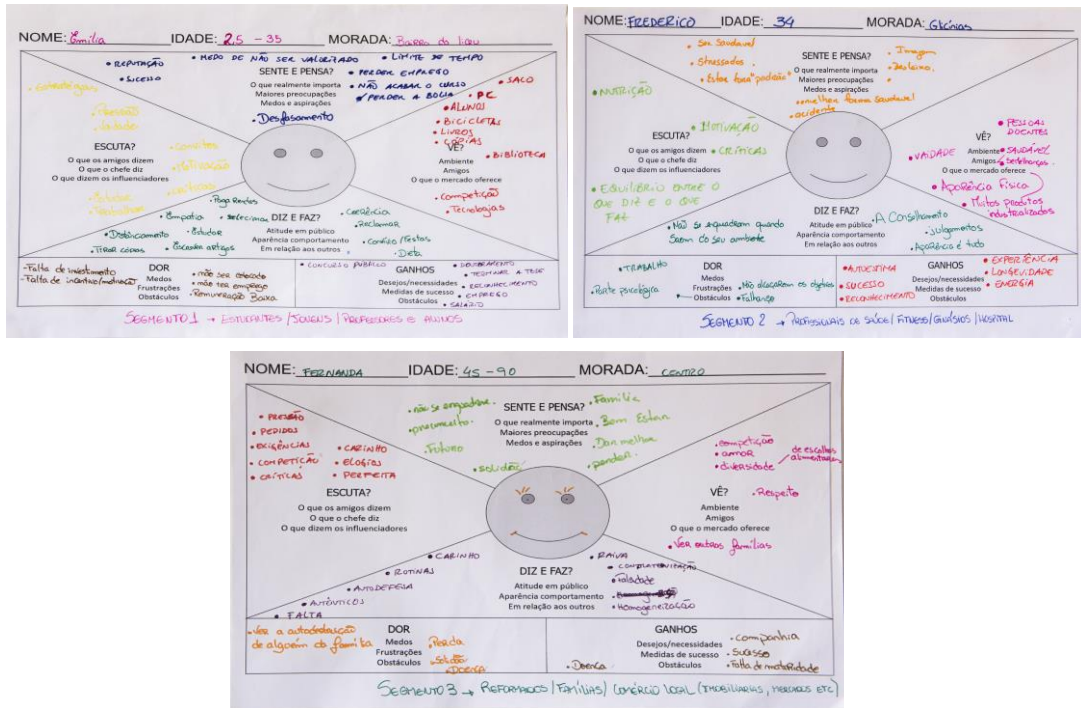 NOME: Emília IDADE: 25 - 35 MORADA: Bairro do liceu
• REPUTAÇÃO
• SUCESSO
• MEDO DE NÃO SER VALORIZADO
• LIMITE DE TEMPO
SENTE E PENSA?
O que realmente importa
Maiores preocupações
Medos e aspirações
• PERDER EMPREGO
• NÃO ACABAR O CURSO
PERDER A BOLSA
• Desfasamento
• SACO
• PC
• ALUNOS
• BICICLETAS
• LIVROS
• CÓPIAS
• BIBLIOTECA
VÊ?
Ambiente
Amigos
O que o mercado oferece
• Competição
• Tecnologias
ESCUTA?
O que os amigos dizem
O que o chefe diz
O que dizem os influenciadores
• Motivação
• Estudar
• Trabalhar
DIZ E FAZ?
Atitude em público
Aparência comportamento
Em relação aos outros
• Empatia
• selecionar
• Distanciamento
• Estudar
• Tirar cópias
• Escrever artigos
• Coerência
• Reclamar
• Convívio/Festas
• Dieta
-Falta de investimento
-Falta de incentivo/motivação
DOR
Medos
Frustrações
Obstáculos
• não ser colocado
• não ter emprego
• Remuneração Baixa
• CONCURSO PÚBLICO
GANHOS
Desejos/necessidades
Medidas de sucesso
Obstáculos
• TERMINAR A TESE
• RECONHECIMENTO
• EMPREGO
• SALÁRIO
SEGMENTO 1 → ESTUDANTES / JOVENS / PROFESSORES E ALUNOS
NOME: FREDERICO IDADE: 34 MORADA: Glicínias
• Ser Saudável
• Stressados
• Estar fora "padrão"
SENTE E PENSA?
O que realmente importa
Maiores preocupações
Medos e aspirações
• Imagem
• Desleixo
• melhor forma saudável
• acidente
• NUTRIÇÃO
• MOTIVAÇÃO
• CRÍTICAS
ESCUTA?
O que os amigos dizem
O que o chefe diz
O que dizem os influenciadores
• EQUILÍBRIO ENTRE O
QUE DIZ E O QUE
FAZ
• VAIDADE
• PESSOAS
DOENTES
• SAUDÁVEL
VÊ?
Ambiente
Amigos
O que o mercado oferece
• Aparência Física
• Muitos produtos
industrializados
DIZ E FAZ?
Atitude em público
Aparência comportamento
Em relação aos outros
• Não se enquadram quando
Saem do seu ambiente
• A Conselhamento
• julgamentos
• Aparência é tudo
• TRABALHO
• Parte psicológica
DOR
Medos
Frustrações
Obstáculos
• Não alcançarem os objetivos
• Falhanço
• AUTOESTIMA
• SUCESSO
• RECONHECIMENTO
GANHOS
Desejos/necessidades
Medidas de sucesso
Obstáculos
• EXPERIÊNCIA
• LONGEVIDADE
• ENERGIA
SEGMENTO 2 → PROFISSIONAIS DE SAÚDE / FITNESS / GINÁSIOS / HOSPITAL
NOME: FERNANDA IDADE: 45 - 90 MORADA: CENTRO
• PRESSÃO
• PEDIDOS
• EXIGÊNCIAS
• COMPETIÇÃO
• CRÍTICAS
• CARINHO
• ELOGIOS
• PERFEITA
ESCUTA?
O que os amigos dizem
O que o chefe diz
O que dizem os influenciadores
• não se enquadrar
• preconceito
• Futuro
• solidão
SENTE E PENSA?
O que realmente importa
Maiores preocupações
Medos e aspirações
• Família
• Bem Estar
• Dar melhor
• perder
• competição
• amor
• diversidade
de escolhas
alimentares
VÊ?
Ambiente
Amigos
O que o mercado oferece
• Respeito
• Ver outras famílias
• CARINHO
• ROTINAS
• AUTODEFESA
• AUTÊNTICOS
• FALTA
DIZ E FAZ?
Atitude em público
Aparência comportamento
Em relação aos outros
• RAIVA
• Falsidade
• Homogeneização
• Ver a autodestruição
de alguém da família
DOR
Medos
Frustrações
Obstáculos
• Perda
• Solidão
• DOENÇA
• Doença
GANHOS
Desejos/necessidades
Medidas de sucesso
Obstáculos
• companhia
• Sucesso
• Falta de maturidade
SEGMENTO 3 → REFORMADOS / FAMÍLIAS / COMÉRCIO LOCAL (IMOBILIÁRIAS, MERCADOS ETC)